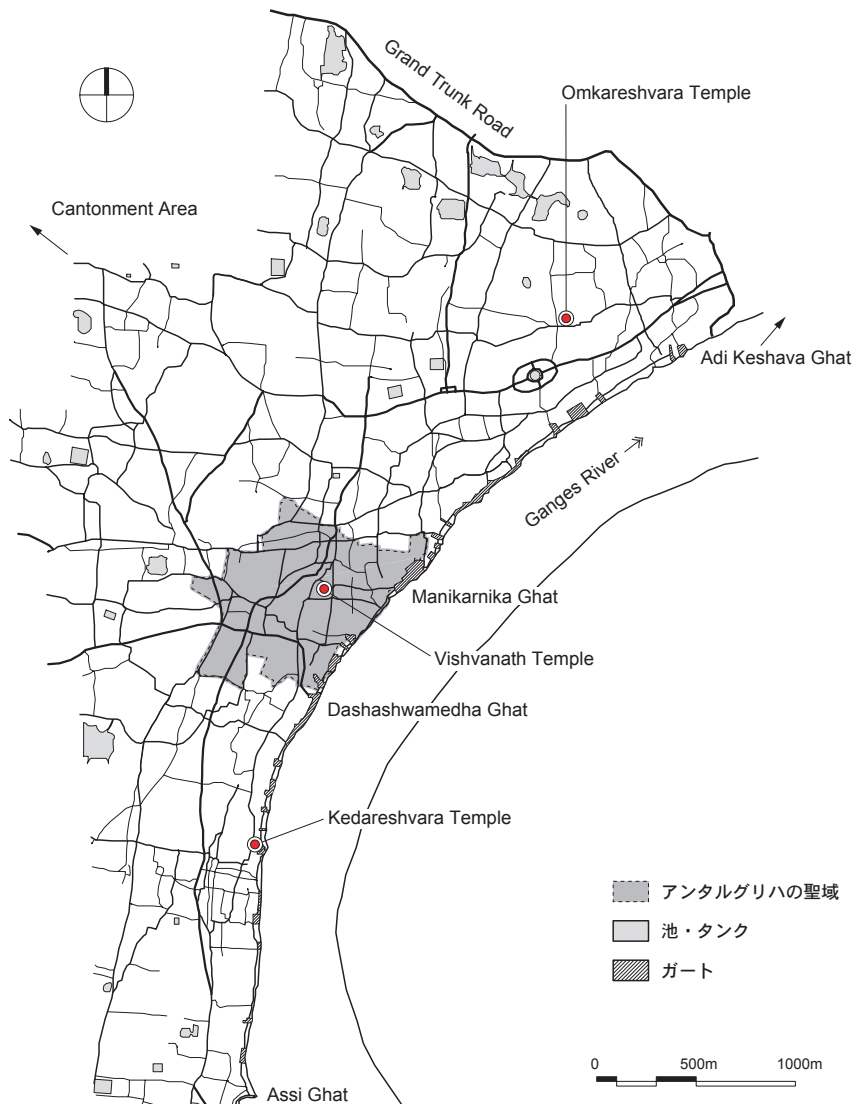 Grand Trunk Road
Omkareshvara Temple
Cantonment Area
Adi Keshava Ghat
Ganges River
Manikarnika Ghat
Vishvanath Temple
Dashashwamedha Ghat
Kedareshvara Temple
アンタルグリハの聖域
池・タンク
ガート
0 500m 1000m
Assi Ghat